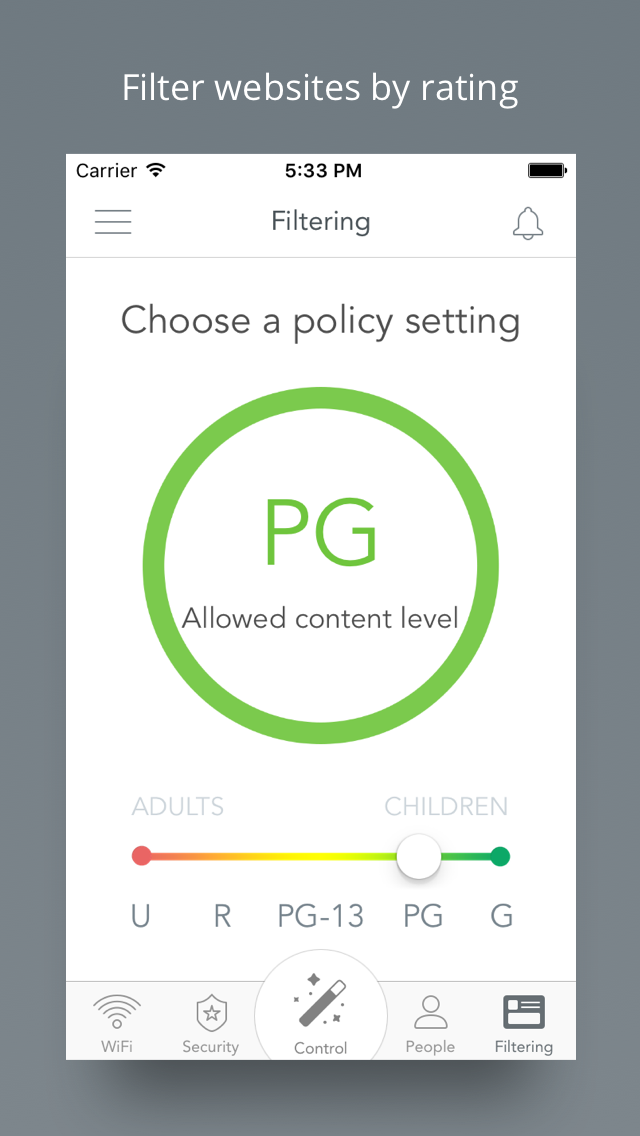 Filter websites by rating
Carrier 5:33 PM
Filtering
Choose a policy setting
PG
Allowed content level
ADULTS CHILDREN
U R PG-13 PG G
WiFi Security Control People Filtering